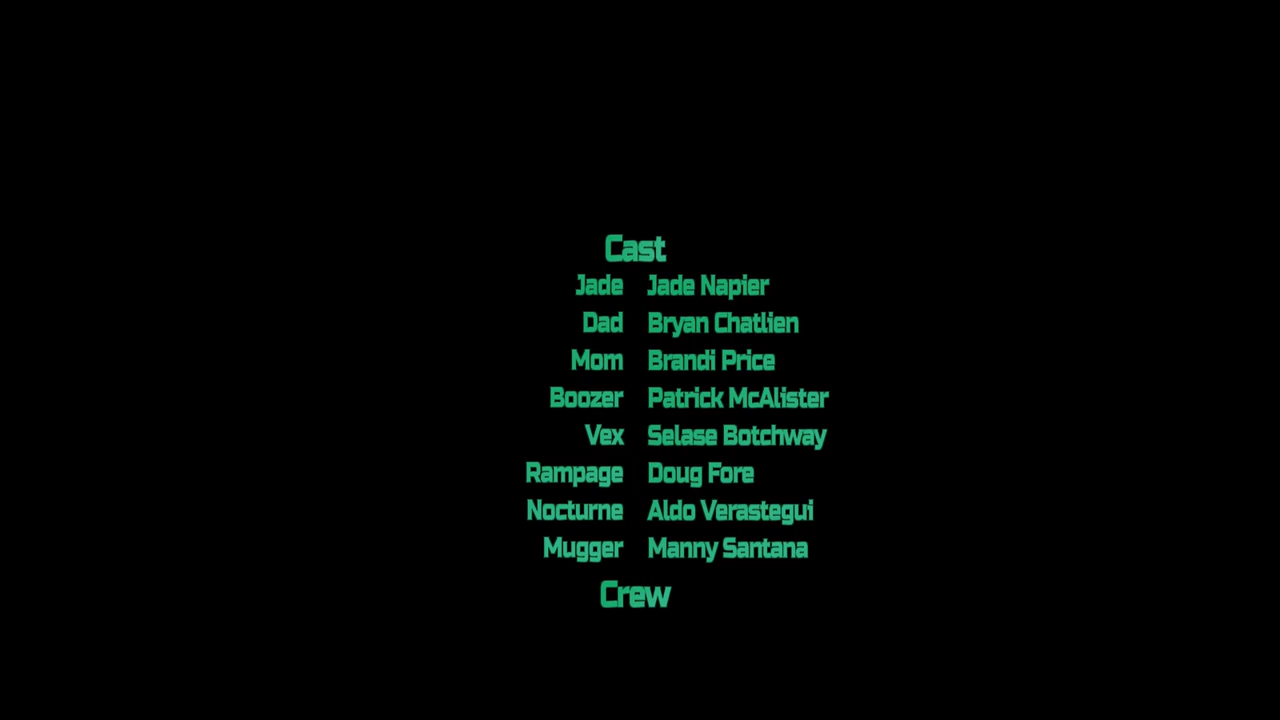 Cast
Jade Jade Napier
Dad Bryan Chatlien
Mom Brandi Price
Boozer Patrick McAlister
Vex Selase Botchway
Rampage Doug Fore
Nocturne Aldo Verastegui
Mugger Manny Santana
Crew